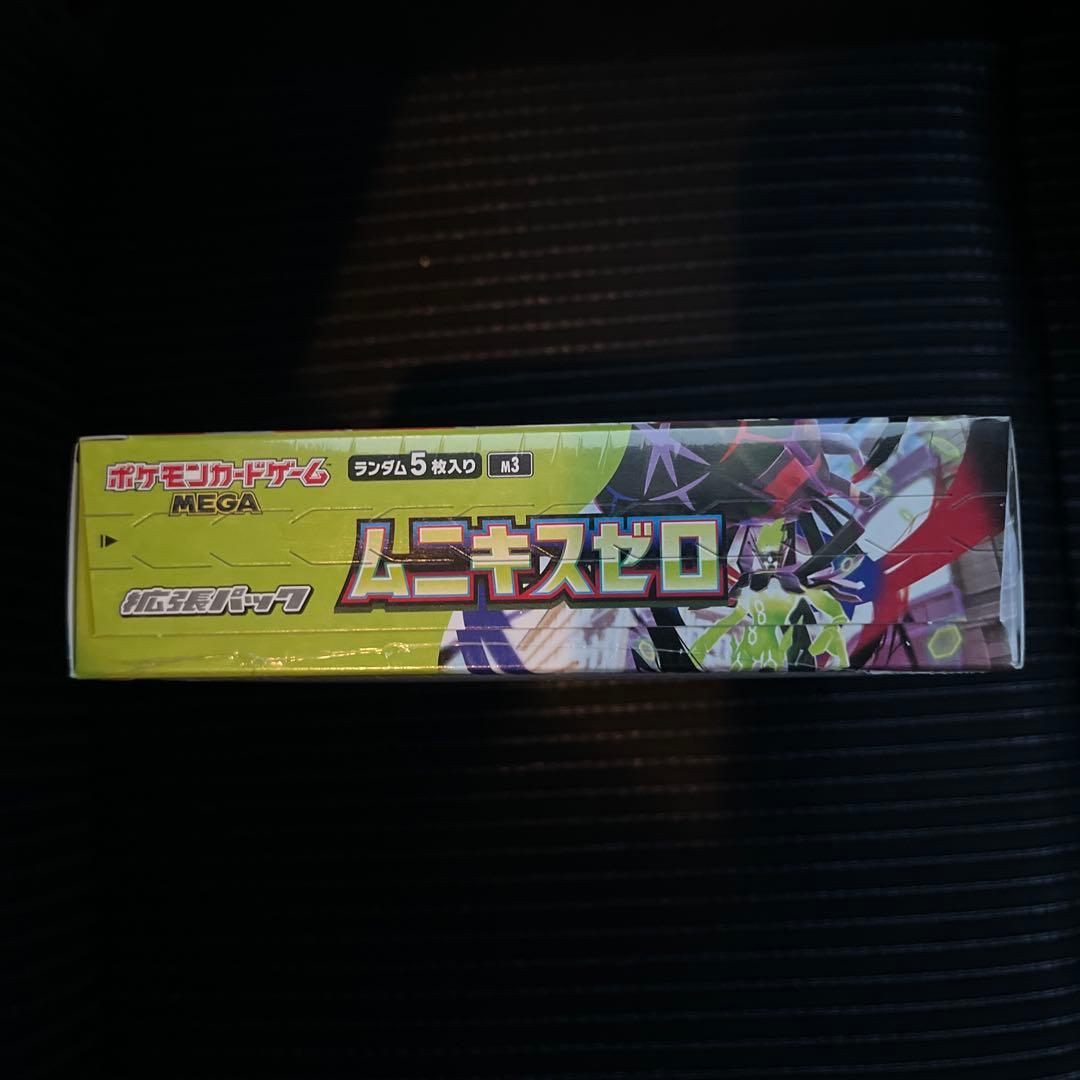 ポケモンカードゲーム
MEGA
ランダム5枚入り
M3
ムニキスゼロ
拡張パック